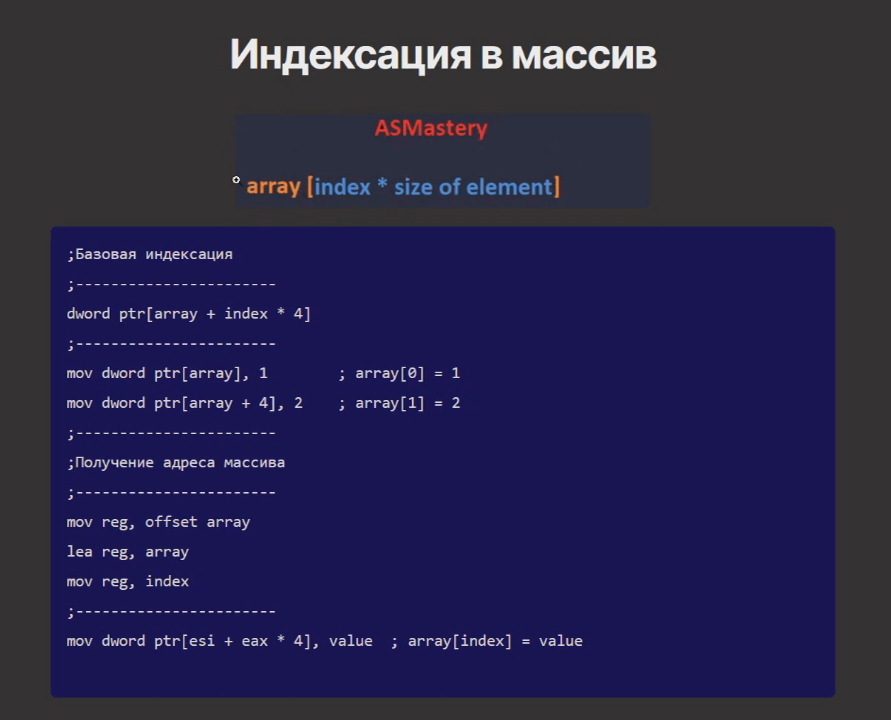 Индексация в массив
ASMastery
array [index * size of element]
;Базовая индексация
;-----------------------
dword ptr[array + index * 4]
;-----------------------
mov dword ptr[array], 1        ; array[0] = 1
mov dword ptr[array + 4], 2    ; array[1] = 2
;-----------------------
;Получение адреса массива
;-----------------------
mov reg, offset array
lea reg, array
mov reg, index
;-----------------------
mov dword ptr[esi + eax * 4], value  ; array[index] = value